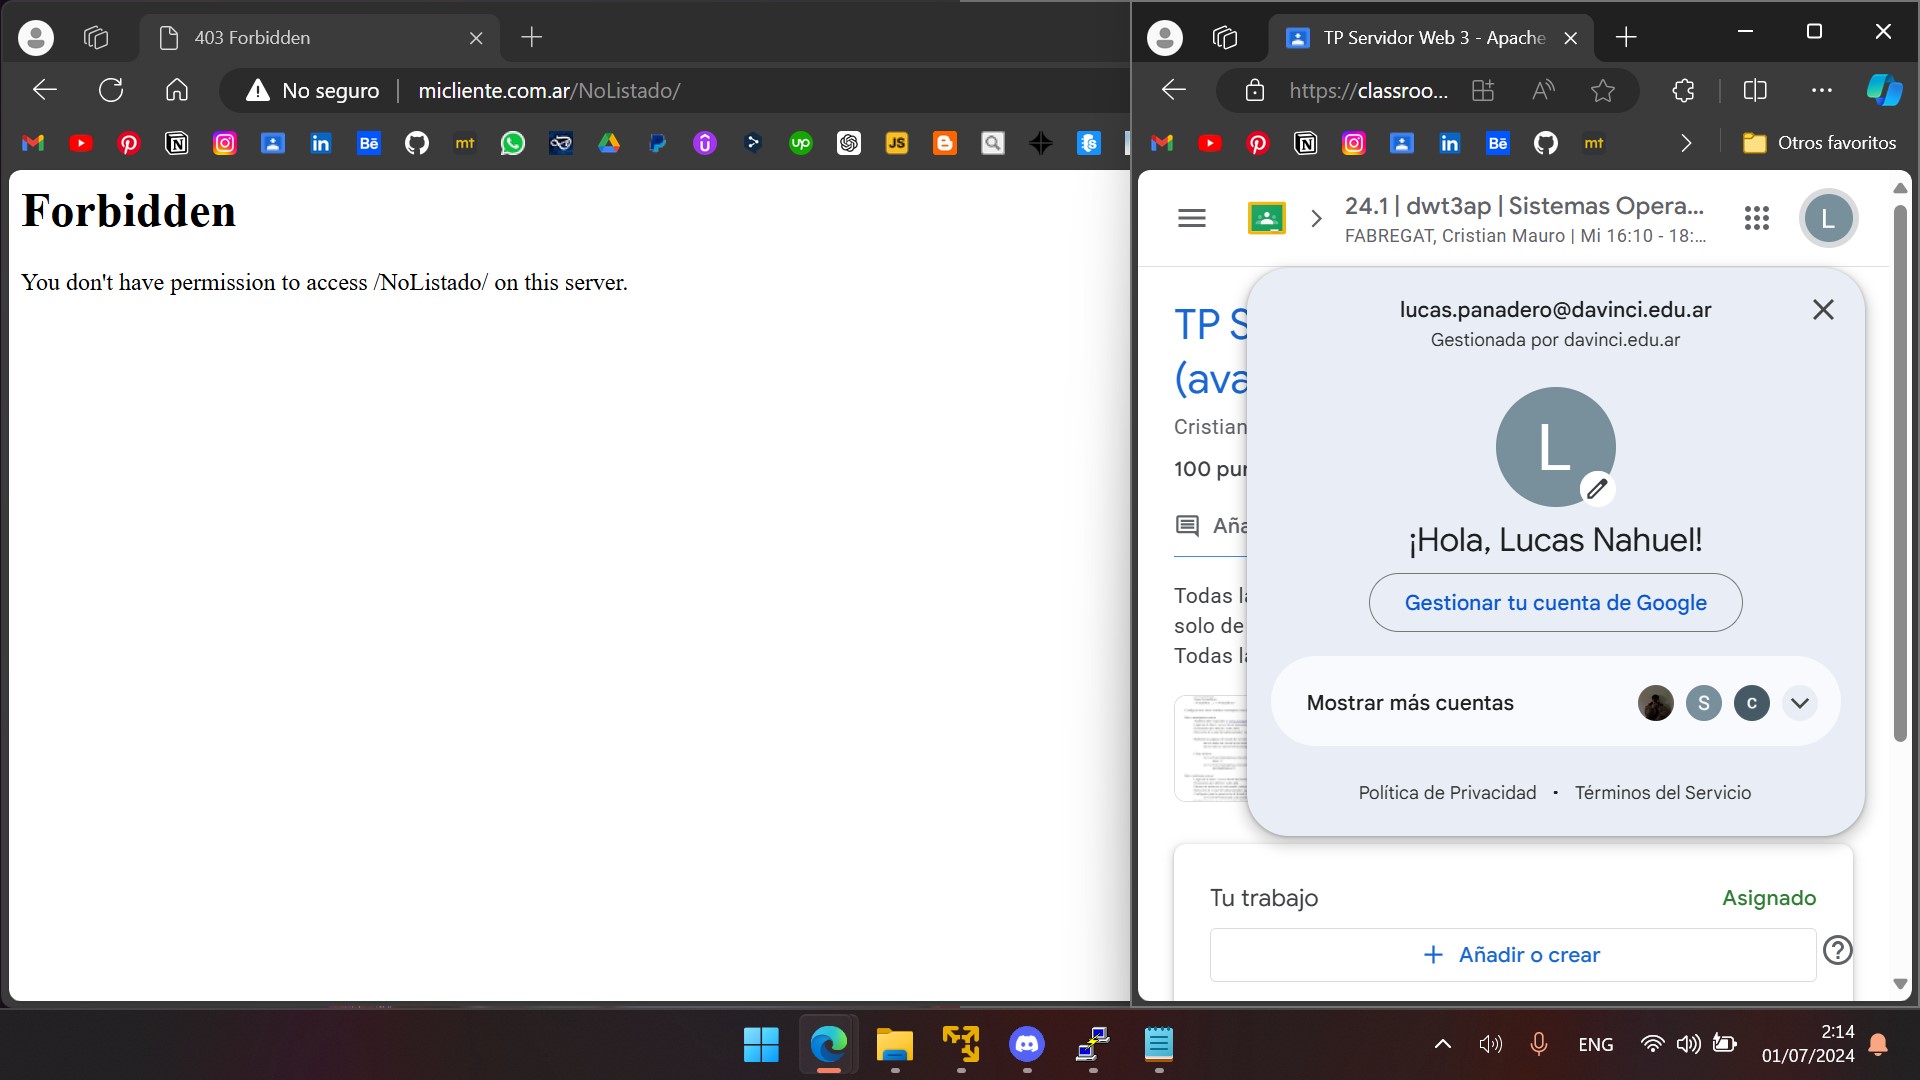 403 Forbidden
No seguro
micliente.com.ar/NoListado/
Forbidden
You don't have permission to access /NoListado/ on this server.
TP Servidor Web 3 - Apache
https://classroo...
Otros favoritos
24.1 | dwt3ap | Sistemas Opera...
FABREGAT, Cristian Mauro | Mi 16:10 - 18:...
L
TP S
(ava
Cristian
100 pur
Aña
Todas la
solo de
Todas la
lucas.panadero@davinci.edu.ar
Gestionada por davinci.edu.ar
L
¡Hola, Lucas Nahuel!
Gestionar tu cuenta de Google
Mostrar más cuentas
S
c
Política de Privacidad • Términos del Servicio
Tu trabajo
Asignado
+ Añadir o crear
ENG
2:14
01/07/2024